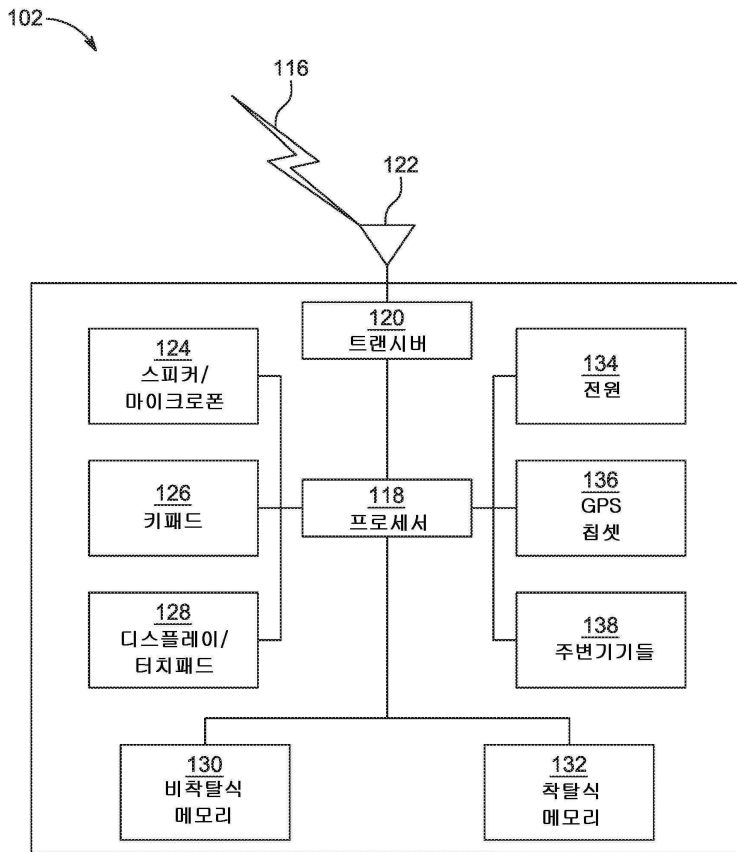 102
116
122
120
트랜시버
124
스피커/
마이크로폰
134
전원
126
키패드
118
프로세서
136
GPS
칩셋
128
디스플레이/
터치패드
138
주변기기들
130
비착탈식
메모리
132
착탈식
메모리